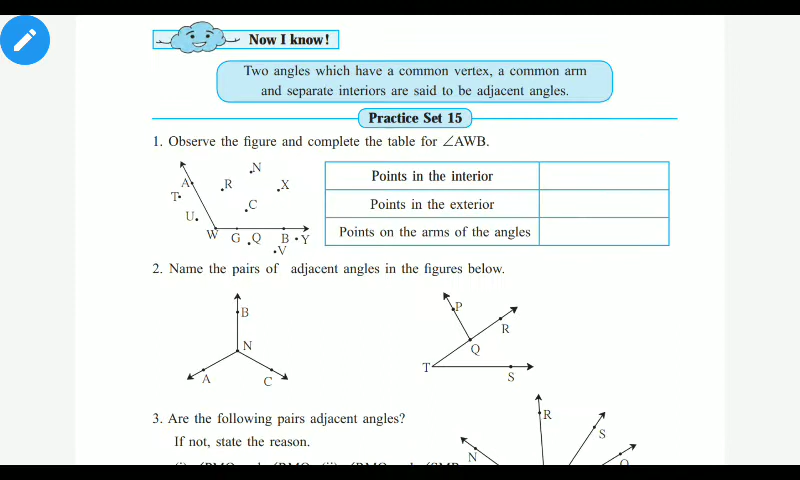 Now I know!
Two angles which have a common vertex, a common arm
and separate interiors are said to be adjacent angles.
Practice Set 15
1. Observe the figure and complete the table for ∠AWB.
N
A R X
T
C
U
W G Q B Y
V
Points in the interior
Points in the exterior
Points on the arms of the angles
2. Name the pairs of adjacent angles in the figures below.
B
N
A
C
P
R
Q
T
S
3. Are the following pairs adjacent angles?
If not, state the reason.
R
S
N